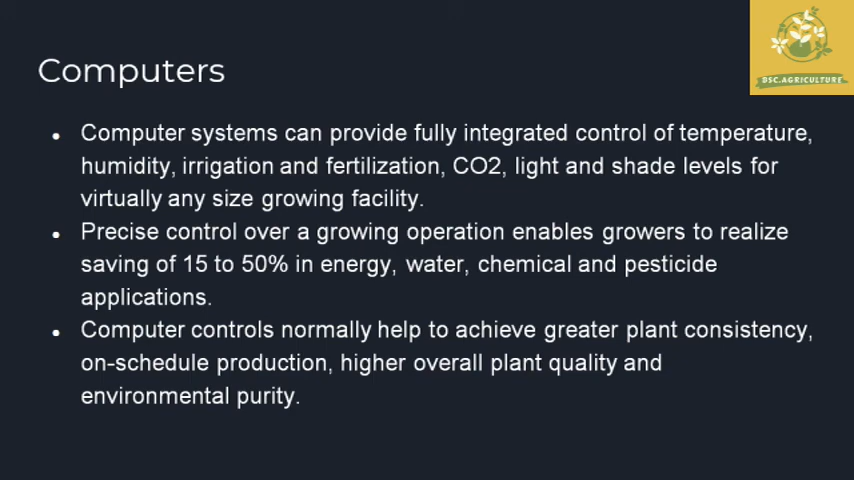 DSC.AGRICULTURE
Computers
● Computer systems can provide fully integrated control of temperature,
humidity, irrigation and fertilization, CO2, light and shade levels for
virtually any size growing facility.
● Precise control over a growing operation enables growers to realize
saving of 15 to 50% in energy, water, chemical and pesticide
applications.
● Computer controls normally help to achieve greater plant consistency,
on-schedule production, higher overall plant quality and
environmental purity.